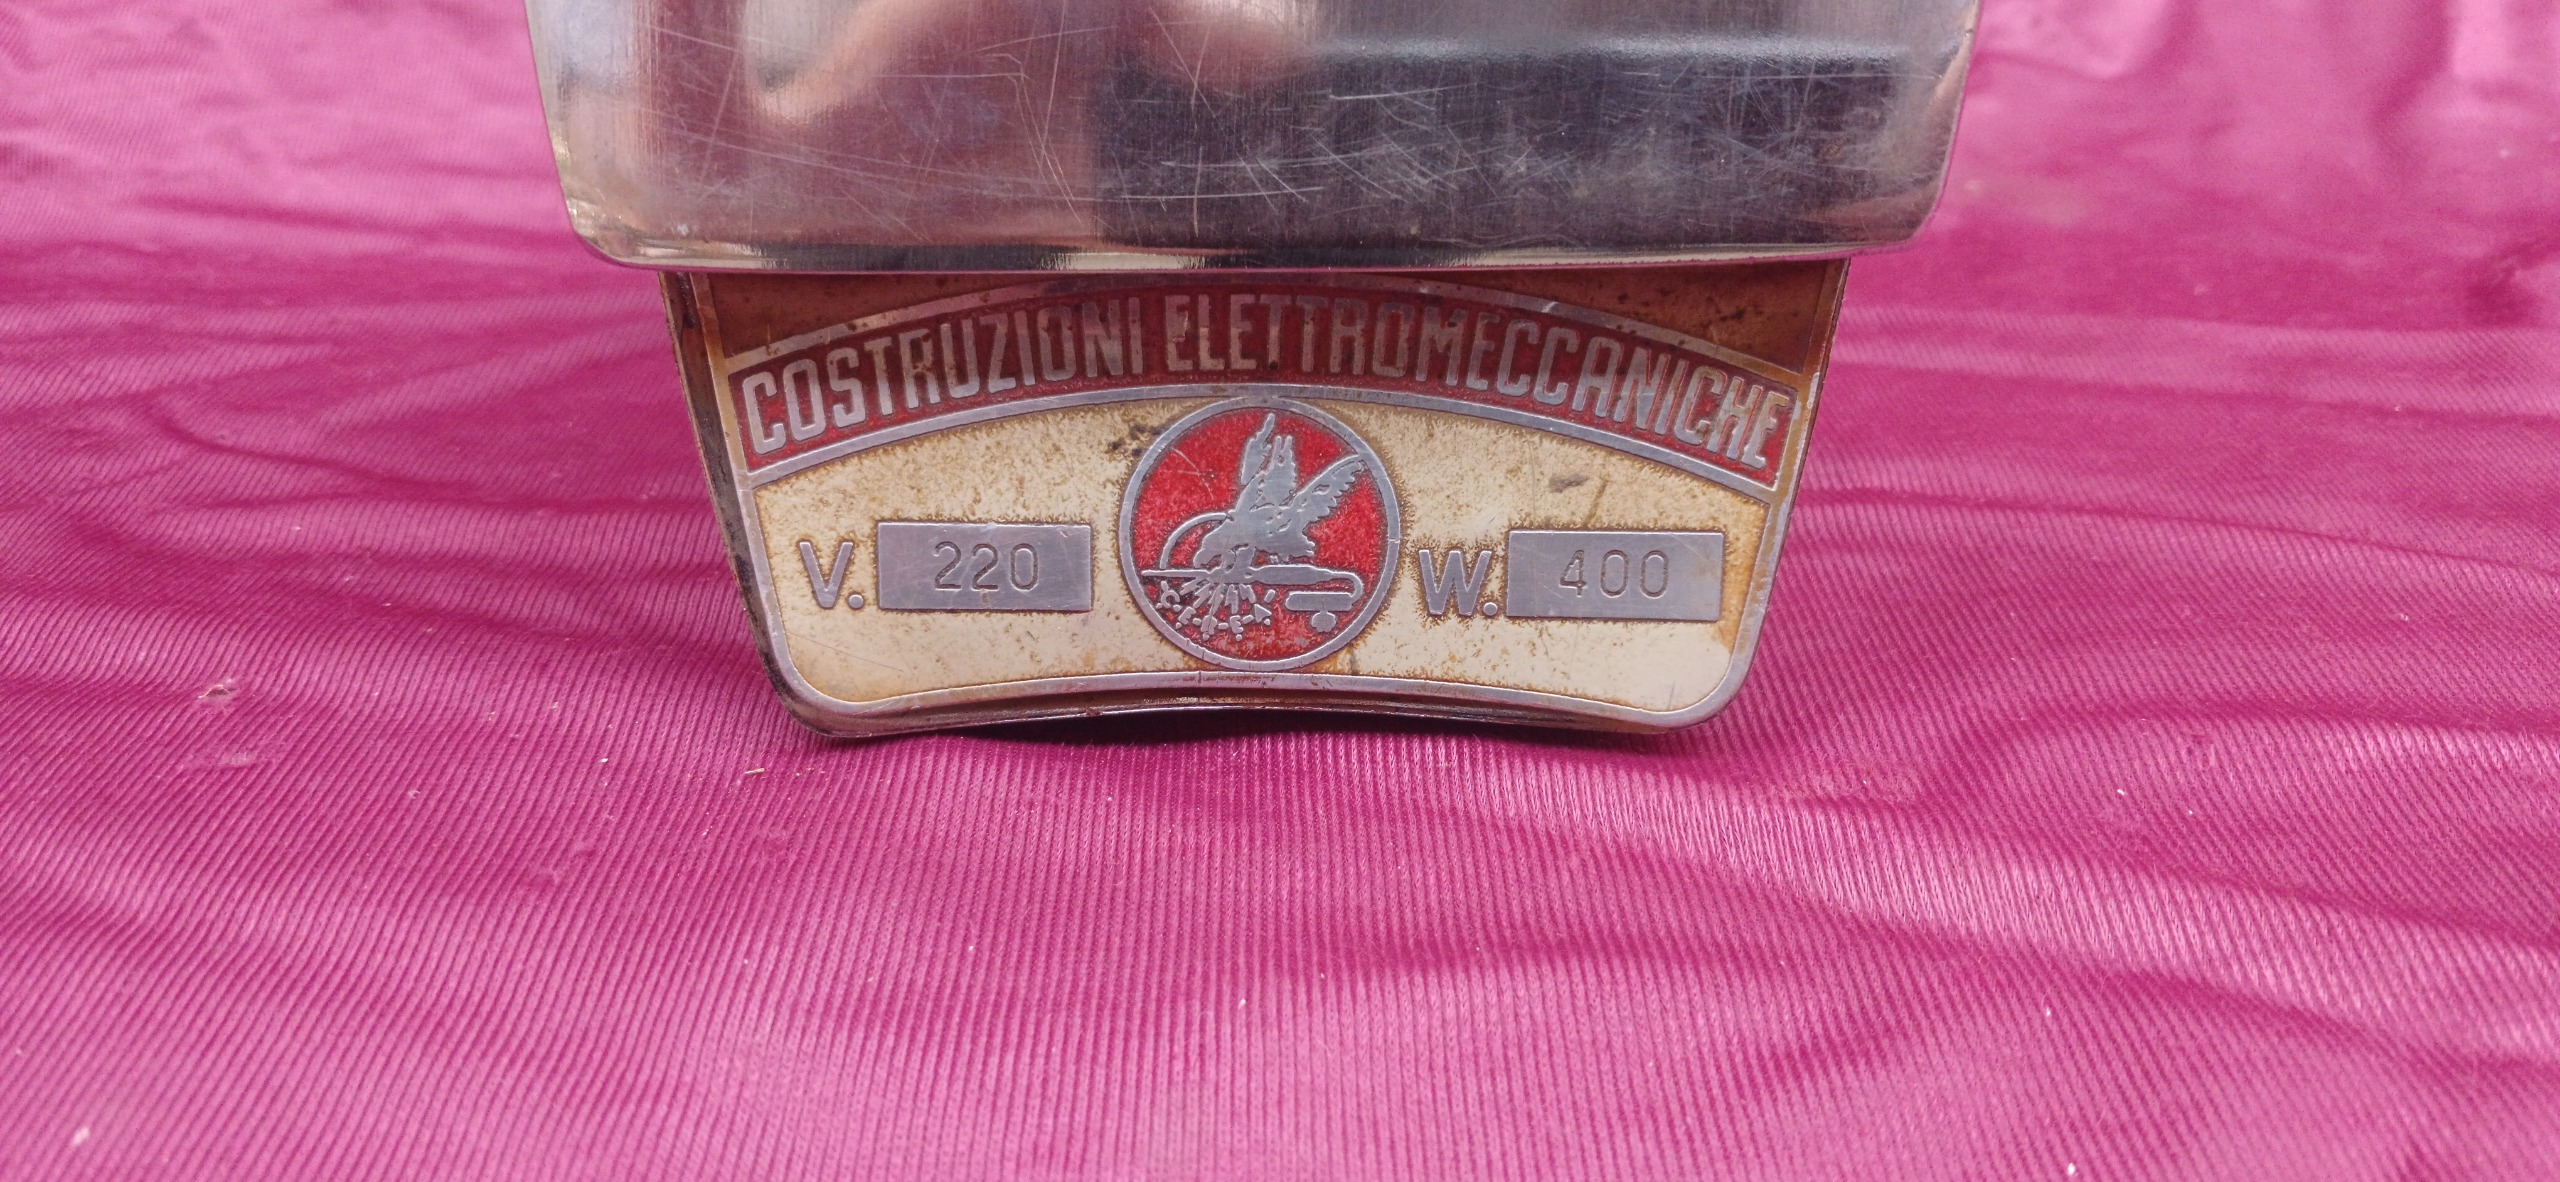 COSTRUZIONI ELETTROMECCANICHE
V. 220
W. 400